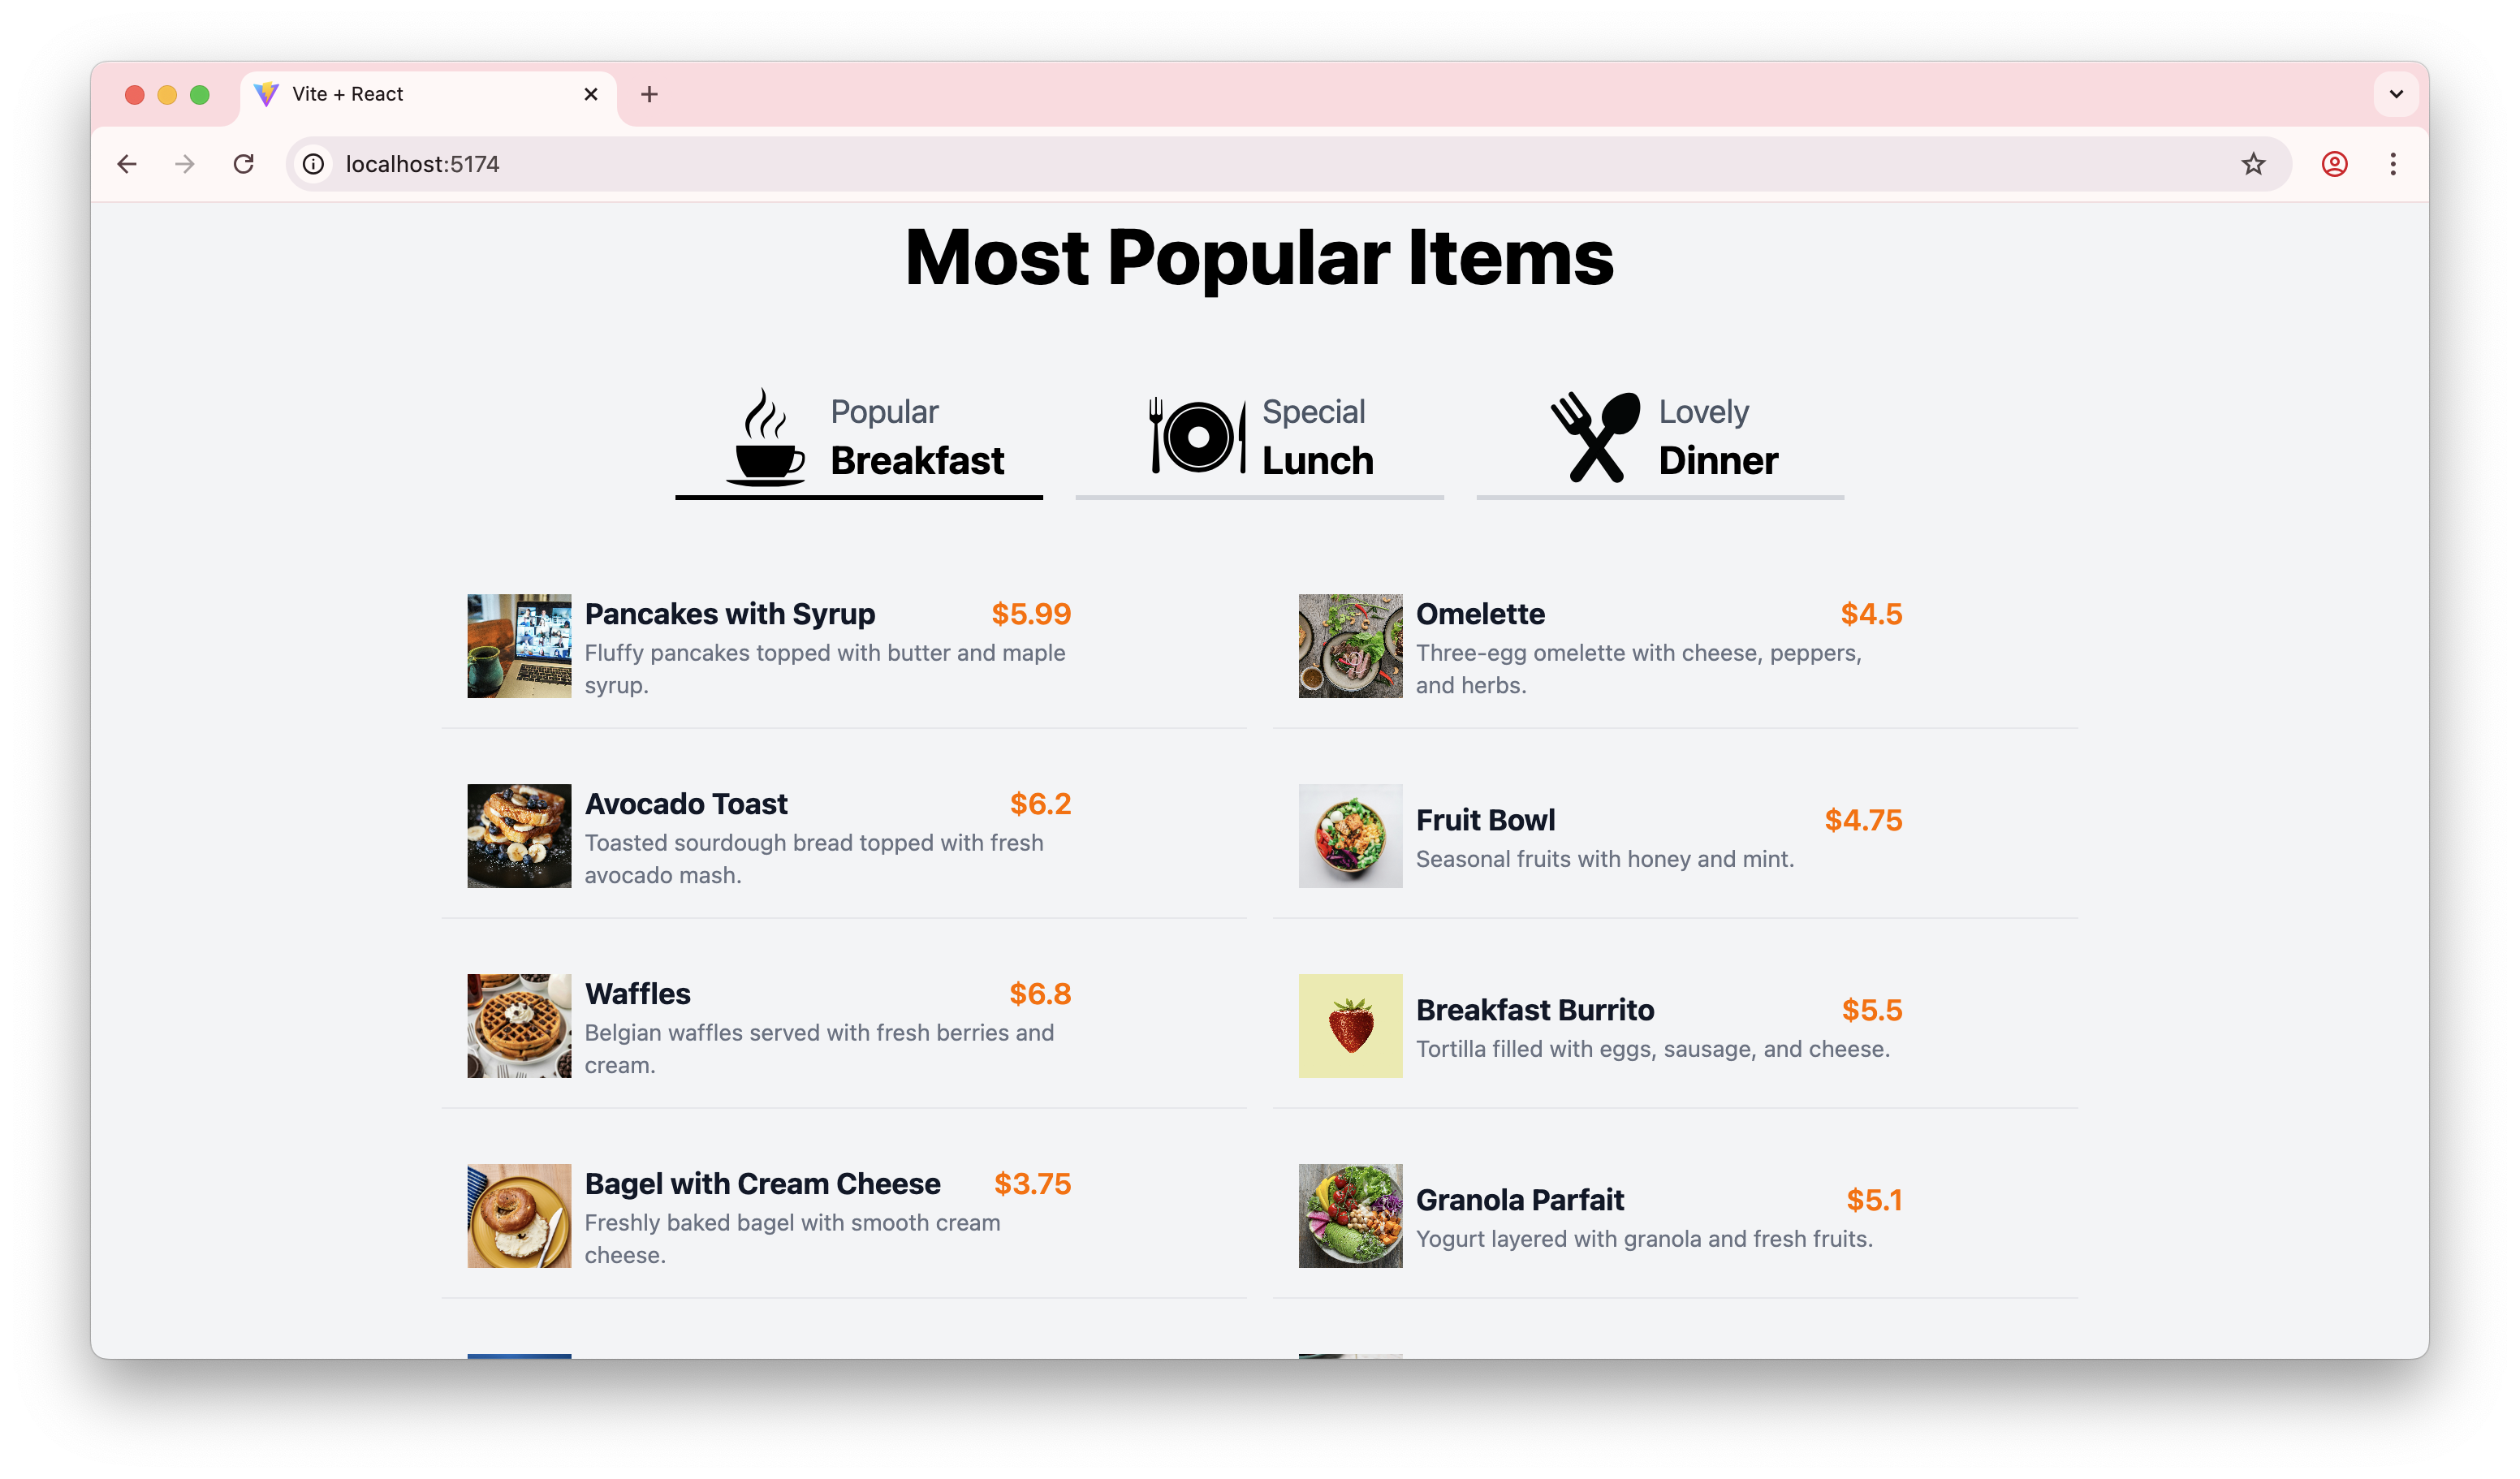 Vite + React
localhost:5174
Most Popular Items
Popular
Breakfast
Special
Lunch
Lovely
Dinner
Pancakes with Syrup $5.99
Fluffy pancakes topped with butter and maple
syrup.
Omelette $4.5
Three-egg omelette with cheese, peppers,
and herbs.
Avocado Toast $6.2
Toasted sourdough bread topped with fresh
avocado mash.
Fruit Bowl $4.75
Seasonal fruits with honey and mint.
Waffles $6.8
Belgian waffles served with fresh berries and
cream.
Breakfast Burrito $5.5
Tortilla filled with eggs, sausage, and cheese.
Bagel with Cream Cheese $3.75
Freshly baked bagel with smooth cream
cheese.
Granola Parfait $5.1
Yogurt layered with granola and fresh fruits.